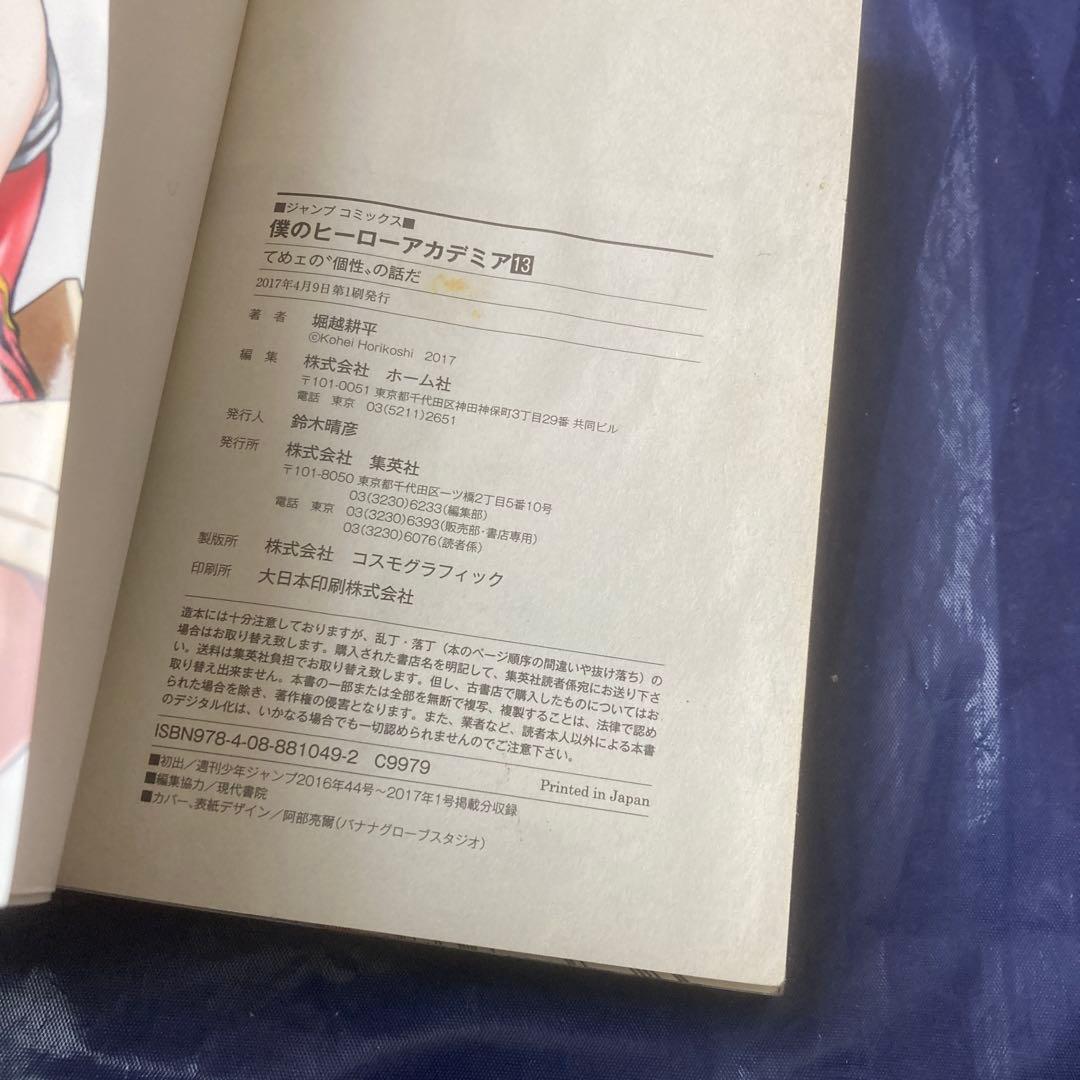 ■ジャンプ コミックス■
僕のヒーローアカデミア13
てめェの〝個性〟の話だ
2017年4月9日第1刷発行
著者 堀越耕平
©Kohei Horikoshi 2017
編集 株式会社 ホーム社
〒101-0051 東京都千代田区神田神保町3丁目29番 共同ビル
電話 東京 03(5211)2651
発行人 鈴木晴彦
発行所 株式会社 集英社
〒101-8050 東京都千代田区一ツ橋2丁目5番10号
03(3230)6233(編集部)
電話 東京 03(3230)6393(販売部・書店専用)
03(3230)6076(読者係)
製版所 株式会社 コスモグラフィック
印刷所 大日本印刷株式会社
造本には十分注意しておりますが、乱丁・落丁（本のページ順序の間違いや抜け落ち）の
場合はお取り替え致します。購入された書店名を明記して、集英社読者係宛にお送り下さ
い。送料は集英社負担でお取り替え致します。但し、古書店で購入したものについてはお
取り替え出来ません。本書の一部または全部を無断で複写、複製することは、法律で認め
られた場合を除き、著作権の侵害となります。また、業者など、読者本人以外による本書
のデジタル化は、いかなる場合でも一切認められませんのでご注意下さい。
ISBN978-4-08-881049-2 C9979
Printed in Japan
■初出／週刊少年ジャンプ2016年44号〜2017年1号掲載分収録
■編集協力／現代書院
■カバー、表紙デザイン／阿部亮爾(バナナグローブスタジオ)